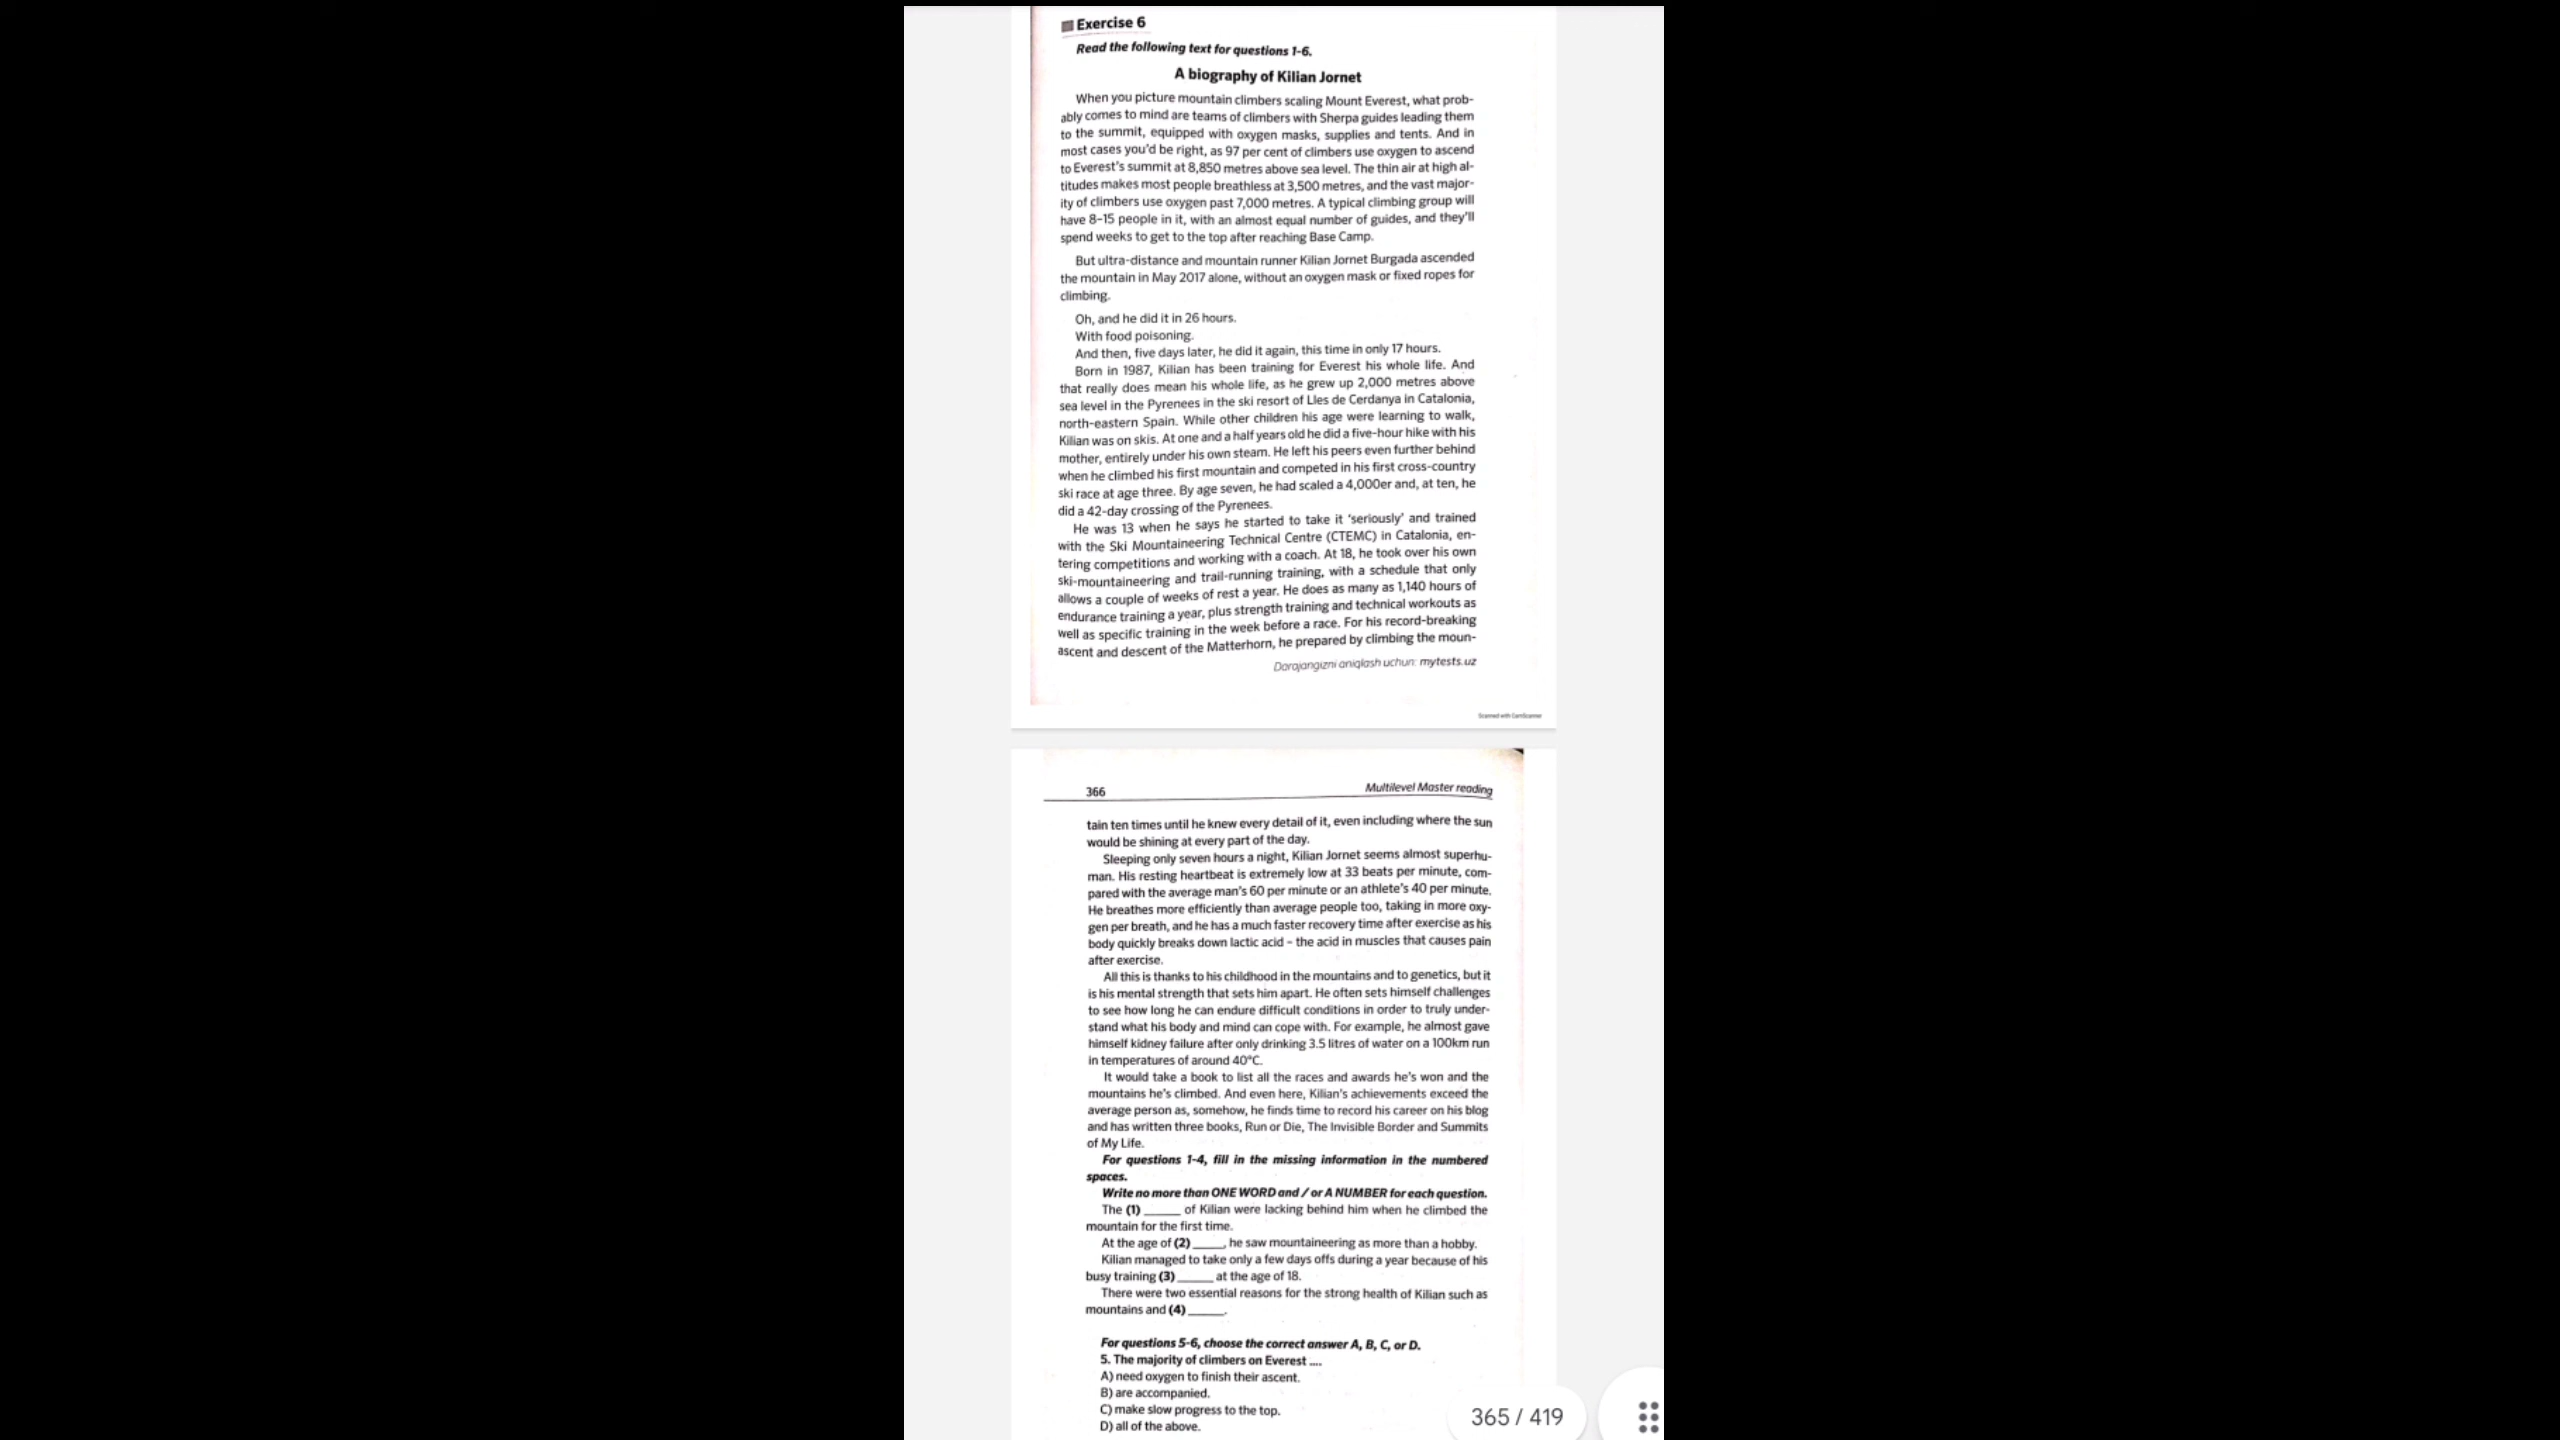 Exercise 6
Read the following text for questions 1-6.
A biography of Kilian Jornet
When you picture mountain climbers scaling Mount Everest, what prob-
ably comes to mind are teams of climbers with Sherpa guides leading them
to the summit, equipped with oxygen masks, supplies and tents. And in
most cases you'd be right, as 97 per cent of climbers use oxygen to ascend
to Everest's summit at 8,850 metres above sea level. The thin air at high al-
titudes makes most people breathless at 3,500 metres, and the vast major-
ity of climbers use oxygen past 7,000 metres. A typical climbing group will
have 8–15 people in it, with an almost equal number of guides, and they'll
spend weeks to get to the top after reaching Base Camp.
But ultra-distance and mountain runner Kilian Jornet Burgada ascended
the mountain in May 2017 alone, without an oxygen mask or fixed ropes for
climbing.
Oh, and he did it in 26 hours.
With food poisoning.
And then, five days later, he did it again, this time in only 17 hours.
Born in 1987, Kilian has been training for Everest his whole life. And
that really does mean his whole life, as he grew up 2,000 metres above
sea level in the Pyrenees in the ski resort of Lles de Cerdanya in Catalonia,
north-eastern Spain. While other children his age were learning to walk,
Kilian was on skis. At one and a half years old he did a five-hour hike with his
mother, entirely under his own steam. He left his peers even further behind
when he climbed his first mountain and competed in his first cross-country
ski race at age three. By age seven, he had scaled a 4,000er and, at ten, he
did a 42-day crossing of the Pyrenees.
He was 13 when he says he started to take it 'seriously' and trained
with the Ski Mountaineering Technical Centre (CTEMC) in Catalonia, en-
tering competitions and working with a coach. At 18, he took over his own
ski-mountaineering and trail-running training, with a schedule that only
allows a couple of weeks of rest a year. He does as many as 1,140 hours of
endurance training a year, plus strength training and technical workouts as
well as specific training in the week before a race. For his record-breaking
ascent and descent of the Matterhorn, he prepared by climbing the moun-
Darajangizni aniqlash uchun: mytests.uz
Scanned with CamScanner
366 Multilevel Master reading
tain ten times until he knew every detail of it, even including where the sun
would be shining at every part of the day.
Sleeping only seven hours a night, Kilian Jornet seems almost superhu-
man. His resting heartbeat is extremely low at 33 beats per minute, com-
pared with the average man's 60 per minute or an athlete's 40 per minute.
He breathes more efficiently than average people too, taking in more oxy-
gen per breath, and he has a much faster recovery time after exercise as his
body quickly breaks down lactic acid – the acid in muscles that causes pain
after exercise.
All this is thanks to his childhood in the mountains and to genetics, but it
is his mental strength that sets him apart. He often sets himself challenges
to see how long he can endure difficult conditions in order to truly under-
stand what his body and mind can cope with. For example, he almost gave
himself kidney failure after only drinking 3.5 litres of water on a 100km run
in temperatures of around 40°C.
It would take a book to list all the races and awards he's won and the
mountains he's climbed. And even here, Kilian's achievements exceed the
average person as, somehow, he finds time to record his career on his blog
and has written three books, Run or Die, The Invisible Border and Summits
of My Life.
For questions 1-4, fill in the missing information in the numbered
spaces.
Write no more than ONE WORD and / or A NUMBER for each question.
The (1) _____ of Kilian were lacking behind him when he climbed the
mountain for the first time.
At the age of (2) ____, he saw mountaineering as more than a hobby.
Kilian managed to take only a few days offs during a year because of his
busy training (3) _____ at the age of 18.
There were two essential reasons for the strong health of Kilian such as
mountains and (4) _____.
For questions 5-6, choose the correct answer A, B, C, or D.
5. The majority of climbers on Everest ....
A) need oxygen to finish their ascent.
B) are accompanied.
C) make slow progress to the top.
D) all of the above.
365 / 419